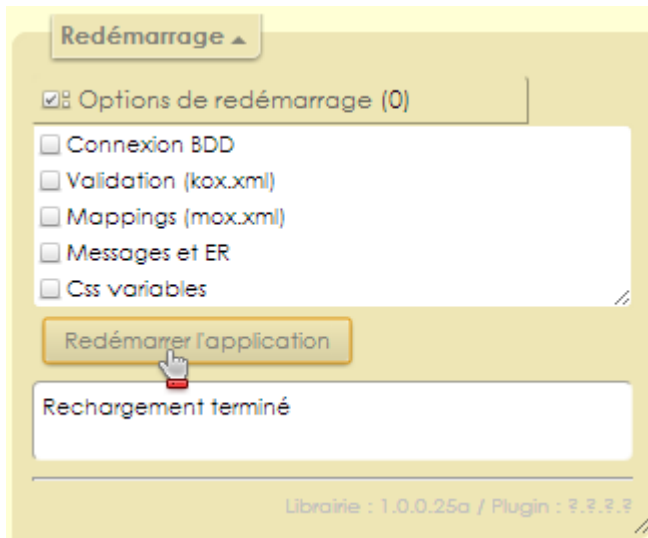 Redémarrage
Options de redémarrage (0)
Connexion BDD
Validation (kox.xml)
Mappings (mox.xml)
Messages et ER
Css variables
Redémarrer l'application
Rechargement terminé
Librairie : 1.0.0.25a / Plugin : ?.?.?.?